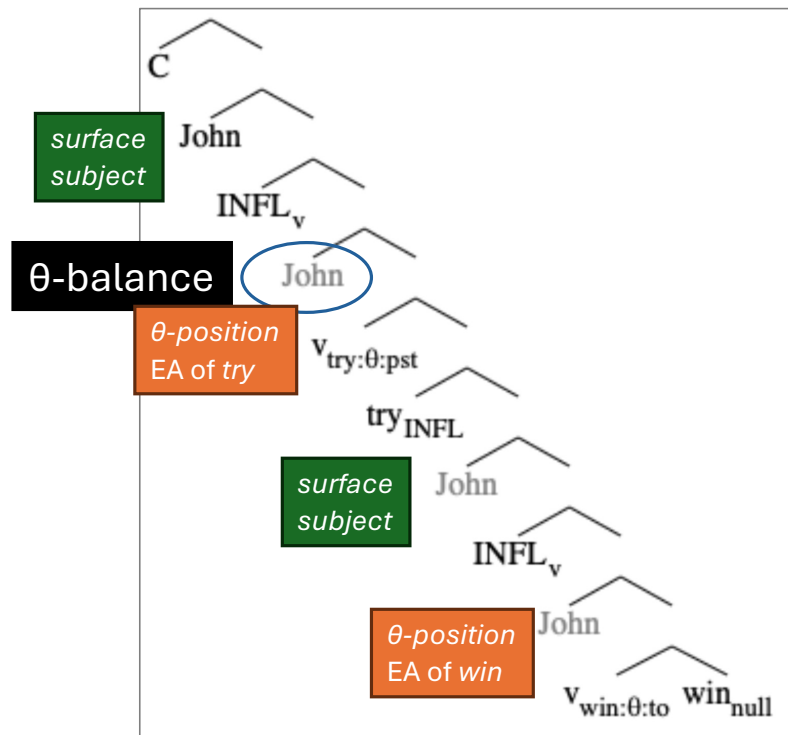 C
John
surface
subject
INFLv
John
θ-balance
θ-position
EA of try
vtry:θ:pst
tryINFL
John
surface
subject
INFLv
John
θ-position
EA of win
vwin:θ:to winnull